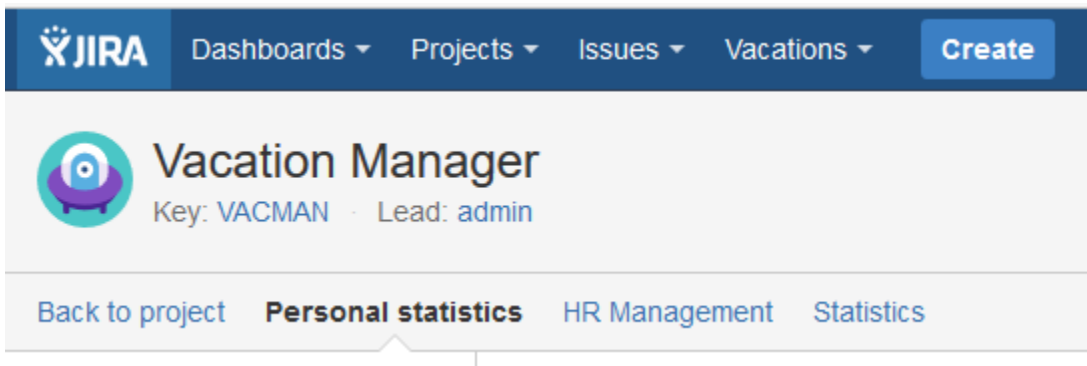 JIRA Dashboards Projects Issues Vacations Create
Vacation Manager
Key: VACMAN · Lead: admin
Back to project Personal statistics HR Management Statistics